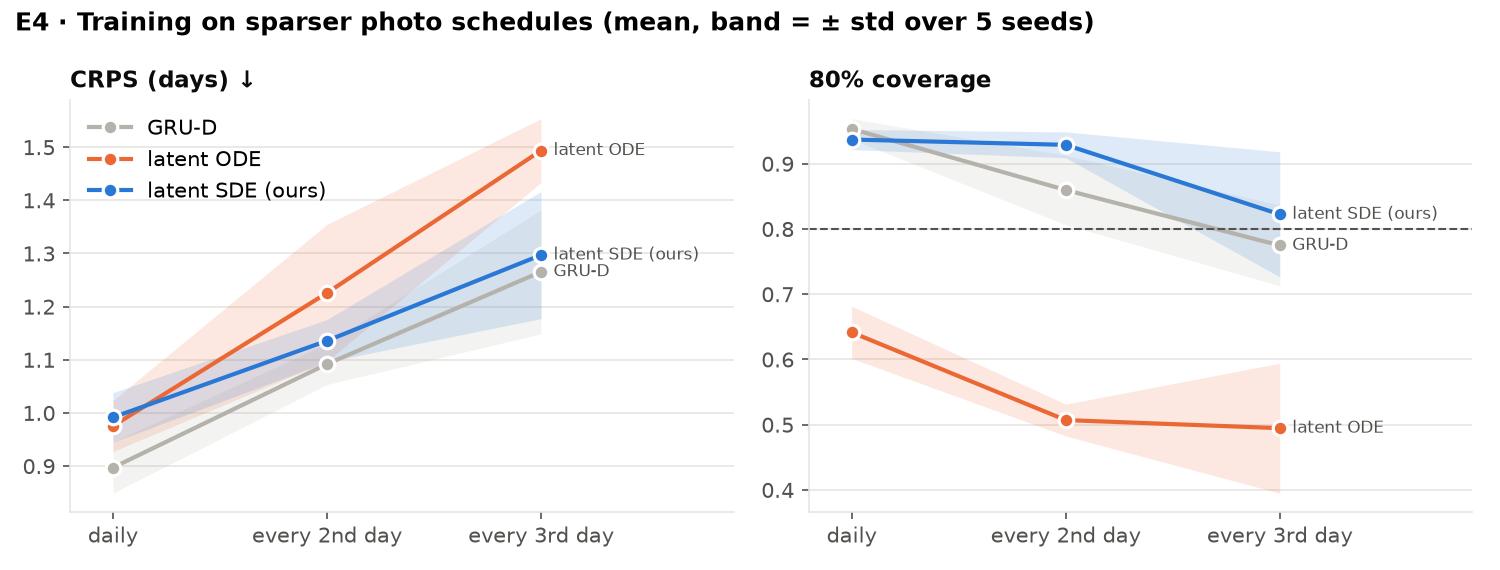 E4 · Training on sparser photo schedules (mean, band = ± std over 5 seeds)
CRPS (days) ↓
GRU-D
latent ODE
latent SDE (ours)
1.5
1.4
1.3
1.2
1.1
1.0
0.9
latent ODE
latent SDE (ours)
GRU-D
daily
every 2nd day
every 3rd day
80% coverage
0.9
0.8
0.7
0.6
0.5
0.4
latent SDE (ours)
GRU-D
latent ODE
daily
every 2nd day
every 3rd day